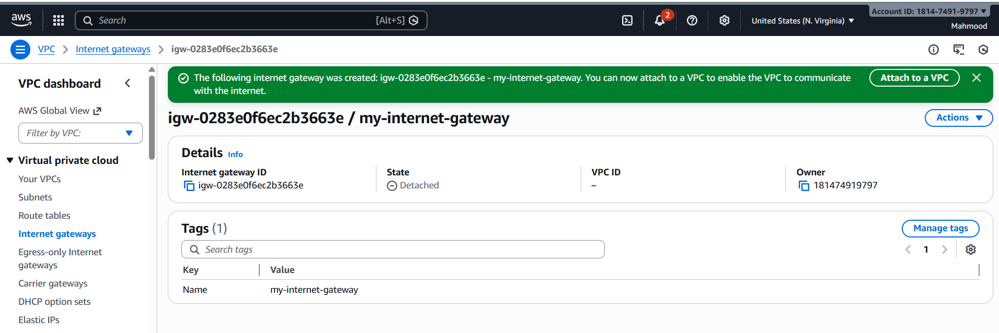 aws
Search
[Alt+S]
2
United States (N. Virginia)
Account ID: 1814-7491-9797
Mahmood
VPC
Internet gateways
igw-0283e0f6ec2b3663e
VPC dashboard
AWS Global View
Filter by VPC:
Virtual private cloud
Your VPCs
Subnets
Route tables
Internet gateways
Egress-only Internet
gateways
Carrier gateways
DHCP option sets
Elastic IPs
The following internet gateway was created: igw-0283e0f6ec2b3663e - my-internet-gateway. You can now attach to a VPC to enable the VPC to communicate
with the internet.
Attach to a VPC
igw-0283e0f6ec2b3663e / my-internet-gateway
Actions
Details Info
Internet gateway ID
igw-0283e0f6ec2b3663e
State
Detached
VPC ID
–
Owner
181474919797
Tags (1)
Manage tags
Search tags
1
Key Value
Name my-internet-gateway